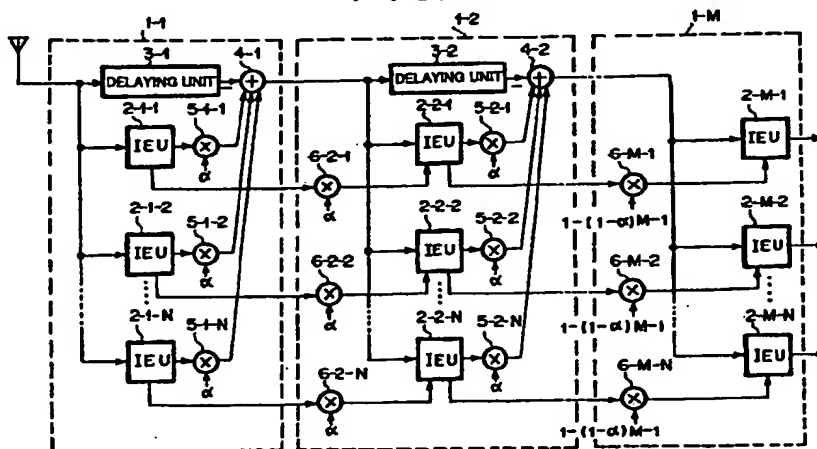 1-1
1-2
1-M
3-1
4-1
3-2
4-2
DELAYING UNIT
+
DELAYING UNIT
+
2-1-1
5-1-1
2-2-1
5-2-1
2-M-1
IEU
×
IEU
×
IEU
α
6-2-1
α
6-M-1
×
×
α
1-(1-α)M-1
2-1-2
5-1-2
2-2-2
5-2-2
2-M-2
IEU
×
IEU
×
IEU
α
6-2-2
α
6-M-2
×
×
α
1-(1-α)M-1
2-1-N
5-1-N
2-2-N
5-2-N
2-M-N
IEU
×
IEU
×
IEU
α
6-2-N
α
6-M-N
×
×
α
1-(1-α)M-1